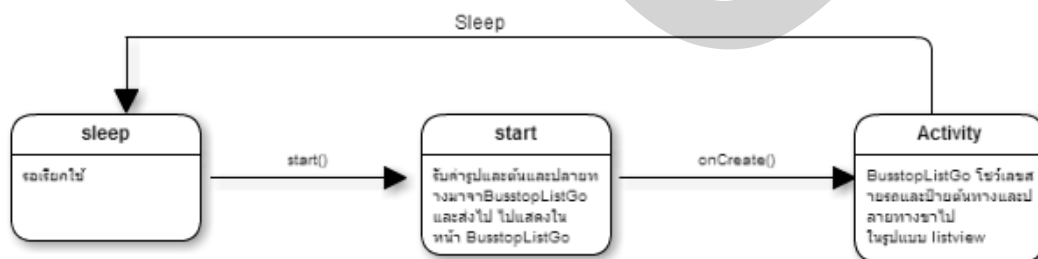 Sleep
sleep
รอเรียกใช้
start()
start
รับค่ารูปและต้นและปลายท
างมาจาBusstopListGo
และส่งไป ไปแสดงใน
หน้า BusstopListGo
onCreate()
Activity
BusstopListGo โชว์เลขส
ายรถและป้ายต้นทางและป
ลายทางขาไป
ในรูปแบบ listview